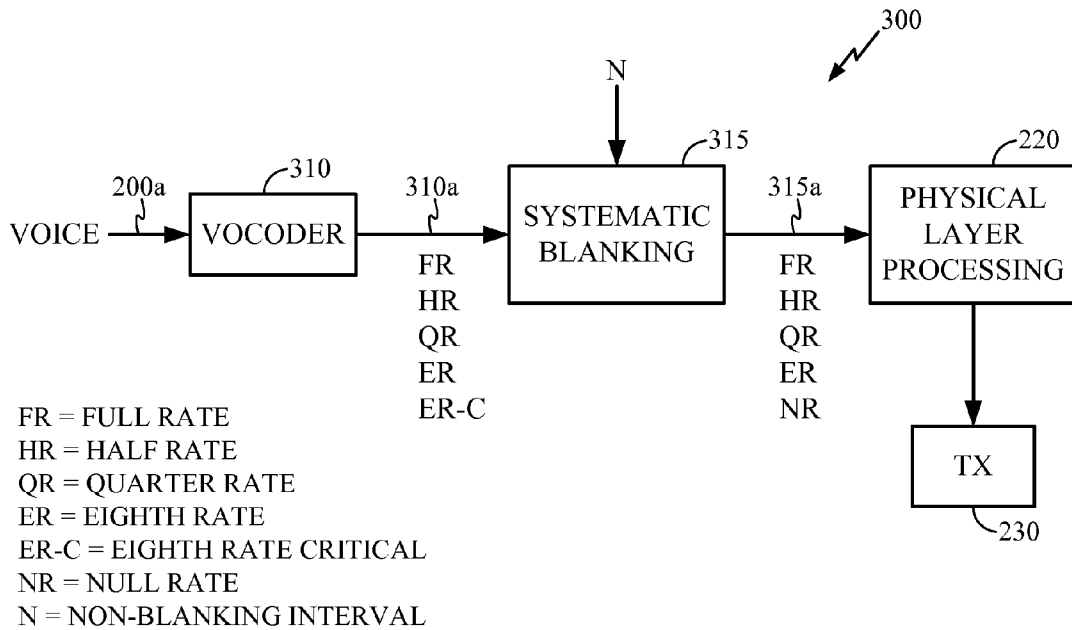 300
N
315
220
310
200a
310a
315a
VOICE
VOCODER
SYSTEMATIC
BLANKING
PHYSICAL
LAYER
PROCESSING
FR
HR
QR
ER
ER-C
FR
HR
QR
ER
NR
TX
230
FR = FULL RATE
HR = HALF RATE
QR = QUARTER RATE
ER = EIGHTH RATE
ER-C = EIGHTH RATE CRITICAL
NR = NULL RATE
N = NON-BLANKING INTERVAL